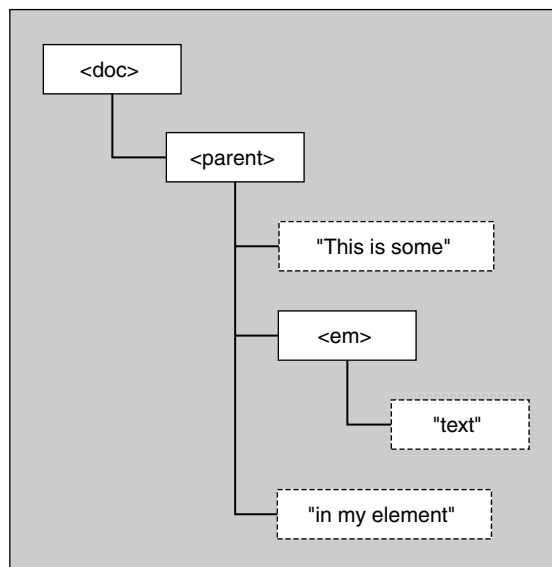 <doc>
<parent>
"This is some"
<em>
"text"
"in my element"